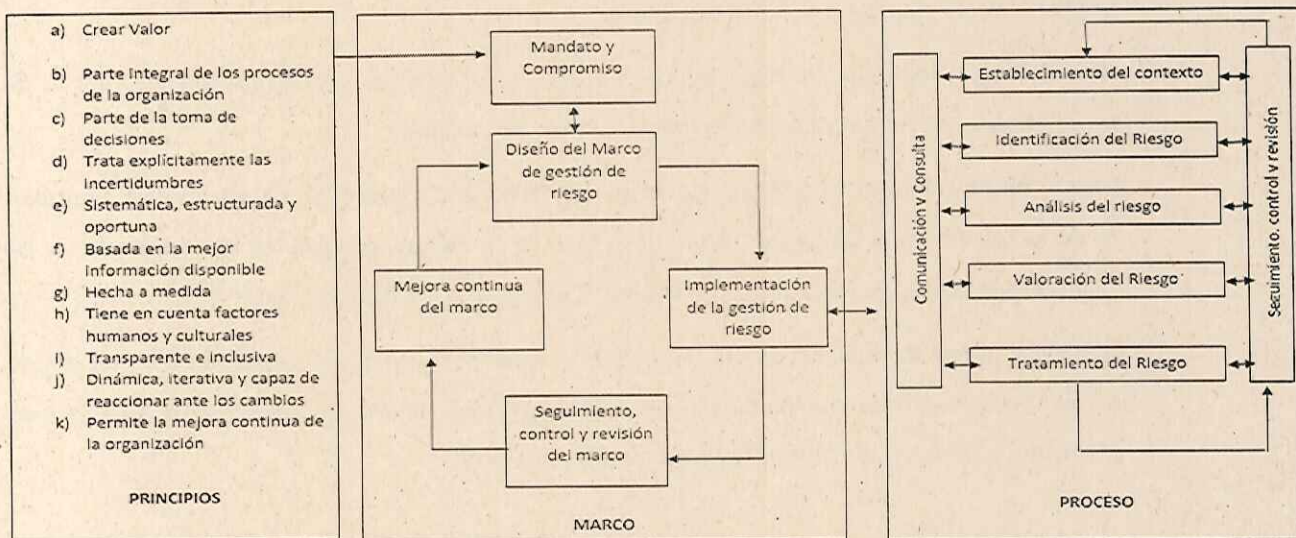 a) Crear Valor
b) Parte Integral de los procesos
de la organización
c) Parte de la toma de
decisiones
d) Trata explícitamente las
incertidumbres
e) Sistemática, estructurada y
oportuna
f) Basada en la mejor
Información disponible
g) Hecha a medida
h) Tiene en cuenta factores
humanos y culturales
i) Transparente e inclusiva
j) Dinámica, iterativa y capaz de
reaccionar ante los cambios
k) Permite la mejora continua de
la organización
PRINCIPIOS
Mandato y
Compromiso
Diseño del Marco
de gestión de
riesgo
Mejora continua
del marco
Implementación
de la gestión de
riesgo
Seguimiento,
control y revisión
del marco
MARCO
Comunicación y Consulta
Establecimiento del contexto
Identificación del Riesgo
Análisis del riesgo
Valoración del Riesgo
Tratamiento del Riesgo
Seguimiento, control y revisión
PROCESO